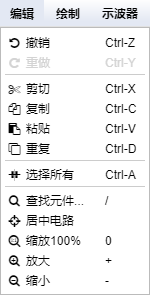 编辑 绘制 示波器
撤销 Ctrl-Z
重做 Ctrl-Y
剪切 Ctrl-X
复制 Ctrl-C
粘贴 Ctrl-V
重复 Ctrl-D
选择所有 Ctrl-A
查找元件... /
居中电路
缩放100% 0
放大 +
缩小 -